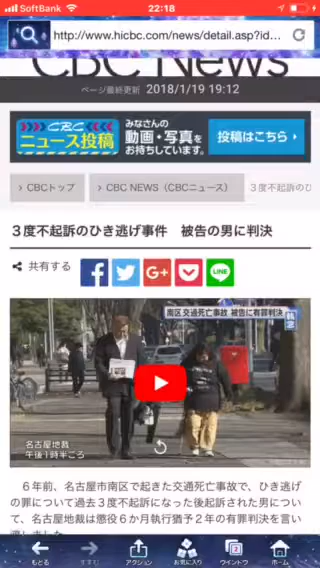 SoftBank 22:18
http://www.hicbc.com/news/detail.asp?id…
CBC News
ページ最終更新 2018/1/19 19:12
CBC
ニュース投稿
みなさんの
動画・写真を
お待ちしています。
投稿はこちら
> CBCトップ > CBC NEWS（CBCニュース） 3度不起訴のひ
３度不起訴のひき逃げ事件　被告の男に判決
共有する
LINE
南区 交通死亡事故 被告に有罪判決
名古屋地裁
午後1時半ごろ
６年前、名古屋市南区で起きた交通死亡事故で、ひき逃げ
の罪について過去３度不起訴になった後起訴された男につい
て、名古屋地裁は懲役６か月執行猶予２年の有罪判決を言い
渡しました
もどる すすむ アクション お気に入り ウインドウ ホーム